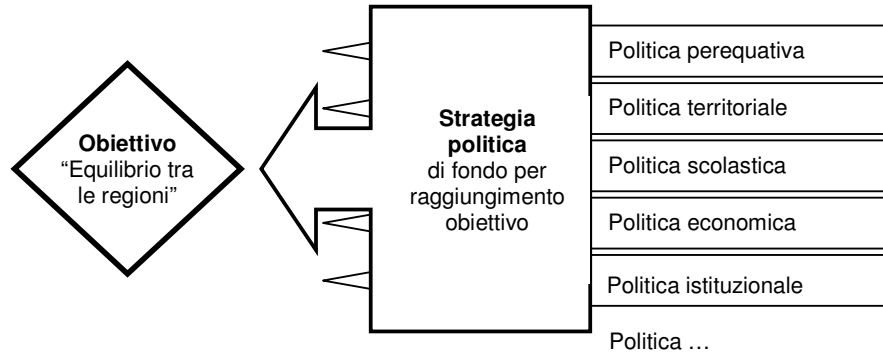 Obiettivo
“Equilibrio tra
le regioni”
Strategia
politica
di fondo per
raggiungimento
obiettivo
Politica perequativa
Politica territoriale
Politica scolastica
Politica economica
Politica istituzionale
Politica …